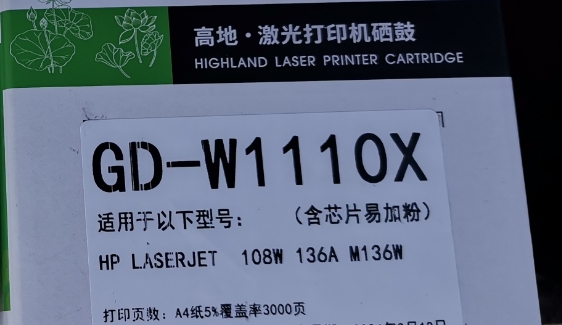 高地·激光打印机硒鼓
HIGHLAND LASER PRINTER CARTRIDGE
GD-W1110X
适用于以下型号： （含芯片易加粉）
HP LASERJET 108W 136A M136W
打印页数：A4纸5%覆盖率3000页